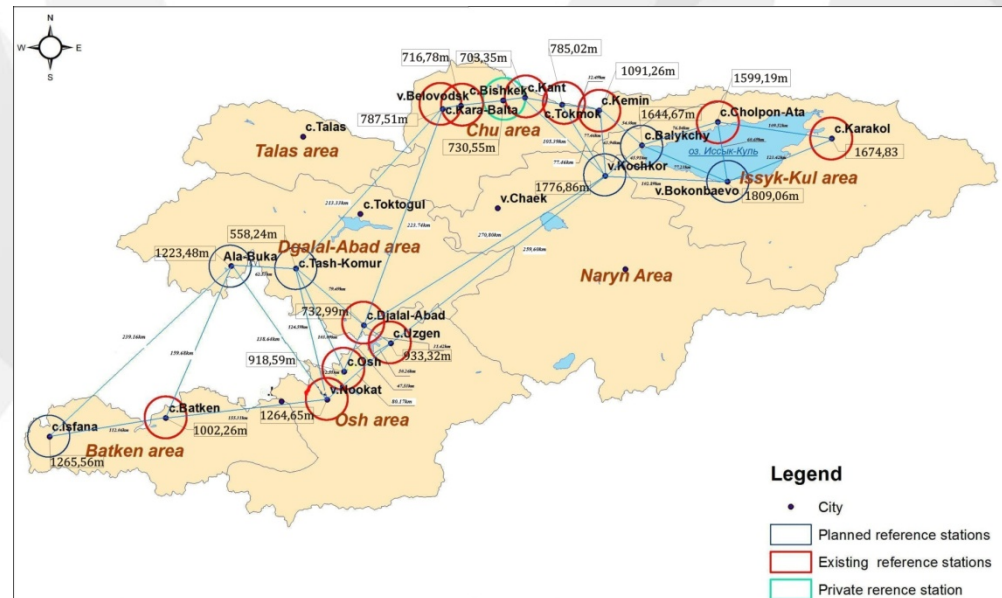 N
W
E
S
716,78m
703,35m
785,02m
1091,26m
1599,19m
v.Belovodsk
c.Bishkek
c.Kant
c.Kara-Balta
c.Tokmok
c.Kemin
787,51m
Chu area
730,55m
1644,67m
c.Cholpon-Ata
c.Talas
Talas area
c.Balykchy
c.Karakol
оз. Иссык-Куль
1674,83
v.Kochkor
Issyk-Kul area
1776,86m
v.Bokonbaevo
1809,06m
v.Chaek
c.Toktogul
558,24m
Dgalal-Abad area
1223,48m
Ala-Buka
c.Tash-Komur
Naryn Area
732,99m
c.Djalal-Abad
c.Uzgen
933,32m
918,59m
c.Osh
v.Nookat
c.Batken
1264,65m
Osh area
c.Isfana
1002,26m
Batken area
1265,56m
Legend
City
Planned reference stations
Existing reference stations
Private rerence station